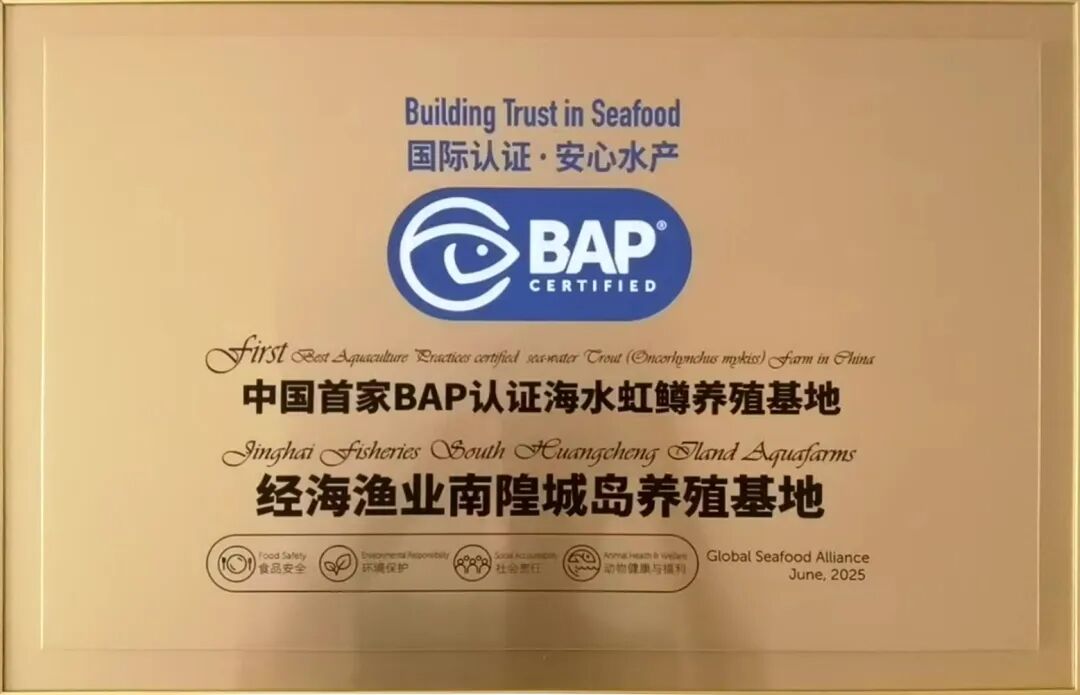 Building Trust in Seafood
国际认证·安心水产
BAP®
CERTIFIED
First Best Aquaculture Practices certified sea-water Trout (Oncorhynchus mykiss) Farm in China
中国首家BAP认证海水虹鳟养殖基地
Jinghai Fisheries South Huangcheng Iland Aquafarms
经海渔业南隍城岛养殖基地
Food Safety
食品安全
Environmental Responsibility
环境保护
Social Accountability
社会责任
Animal Health & Welfare
动物健康与福利
Global Seafood Alliance
June, 2025